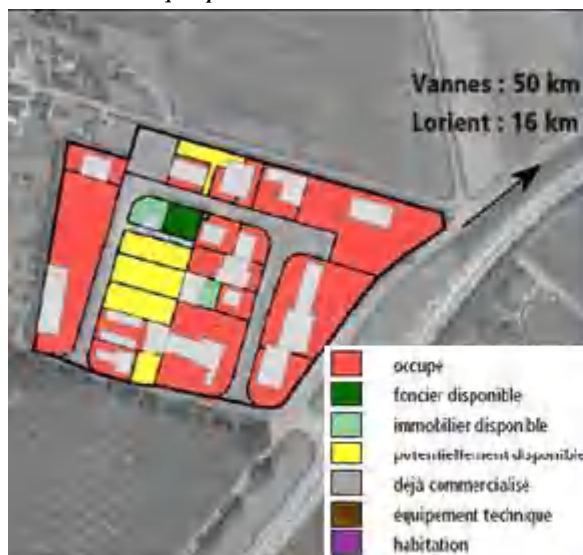 Vannes : 50 km
Lorient : 16 km
occupé
foncier disponible
immobilier disponible
potentiellement disponible
déjà commercialisé
équipement technique
habitation